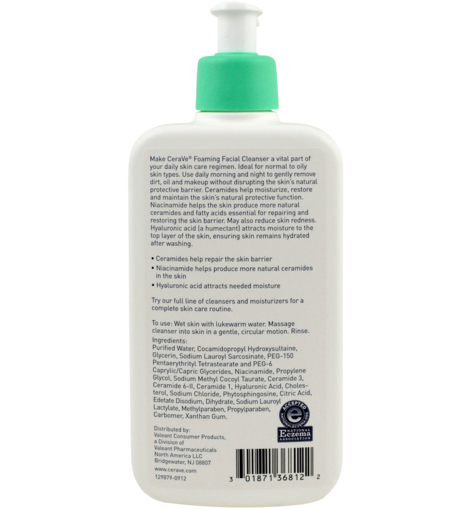 Make CeraVe® Foaming Facial Cleanser a vital part of
your daily skin care regimen. Ideal for normal to oily
skin types. Use daily morning and night to gently remove
dirt, oil and makeup without disrupting the skin's natural
protective barrier. Ceramides help moisturize, restore
and maintain the skin's natural protective function.
Niacinamide helps the skin produce more natural
ceramides and fatty acids essential for repairing and
restoring the skin barrier. May also reduce skin redness.
Hyaluronic acid (a humectant) attracts moisture to the
top layer of the skin, ensuring skin remains hydrated
after washing.
• Ceramides help repair the skin barrier
• Niacinamide helps produce more natural ceramides
in the skin
• Hyaluronic acid attracts needed moisture
Try our full line of cleansers and moisturizers for a
complete skin care routine.
To use: Wet skin with lukewarm water. Massage
cleanser into skin in a gentle, circular motion. Rinse.
Ingredients:
Purified Water, Cocamidopropyl Hydroxysultaine,
Glycerin, Sodium Lauroyl Sarcosinate, PEG-150
Pentaerythrityl Tetrastearate and PEG-6
Caprylic/Capric Glycerides, Niacinamide, Propylene
Glycol, Sodium Methyl Cocoyl Taurate, Ceramide 3,
Ceramide 6-II, Ceramide 1, Hyaluronic Acid, Choles-
terol, Sodium Chloride, Phytosphingosine, Citric Acid,
Edetate Disodium, Dihydrate, Sodium Lauroyl
Lactylate, Methylparaben, Propylparaben,
Carbomer, Xanthan Gum.
ACCEPTED
e
NATIONAL
Eczema
ASSOCIATION
Distributed by:
Valeant Consumer Products,
a Division of
Valeant Pharmaceuticals
North America LLC
Bridgewater, NJ 08807
www.cerave.com
129879-0912
3 01871 36812 2